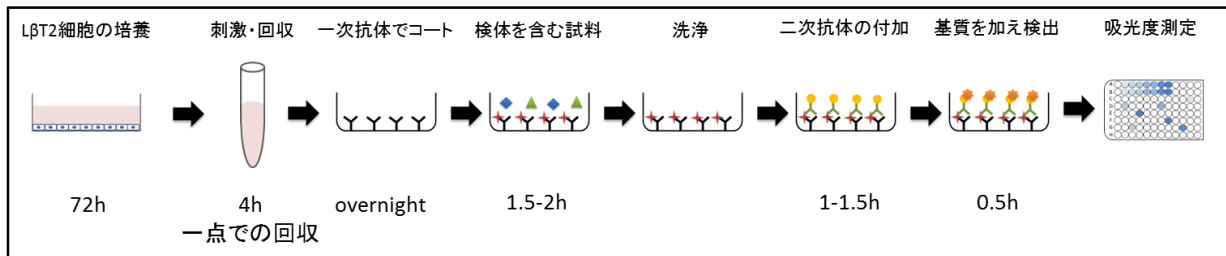 LβT2細胞の培養
刺激・回収
一次抗体でコート
検体を含む試料
洗浄
二次抗体の付加
基質を加え検出
吸光度測定
A
B
C
D
E
F
G
H
72h
4h
overnight
1.5-2h
1-1.5h
0.5h
一点での回収